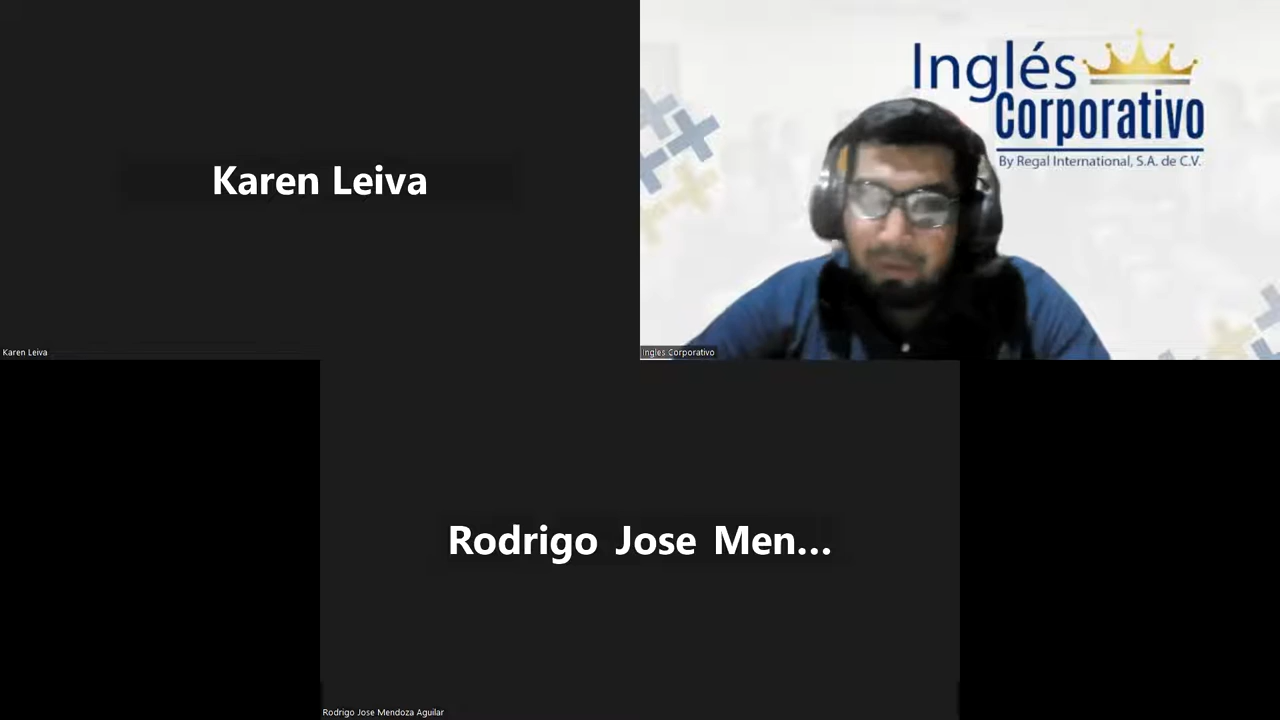 Karen Leiva
Karen Leiva
Inglés
Corporativo
By Regal International, S.A. de C.V.
Ingles Corporativo
Rodrigo Jose Men...
Rodrigo Jose Mendoza Aguilar